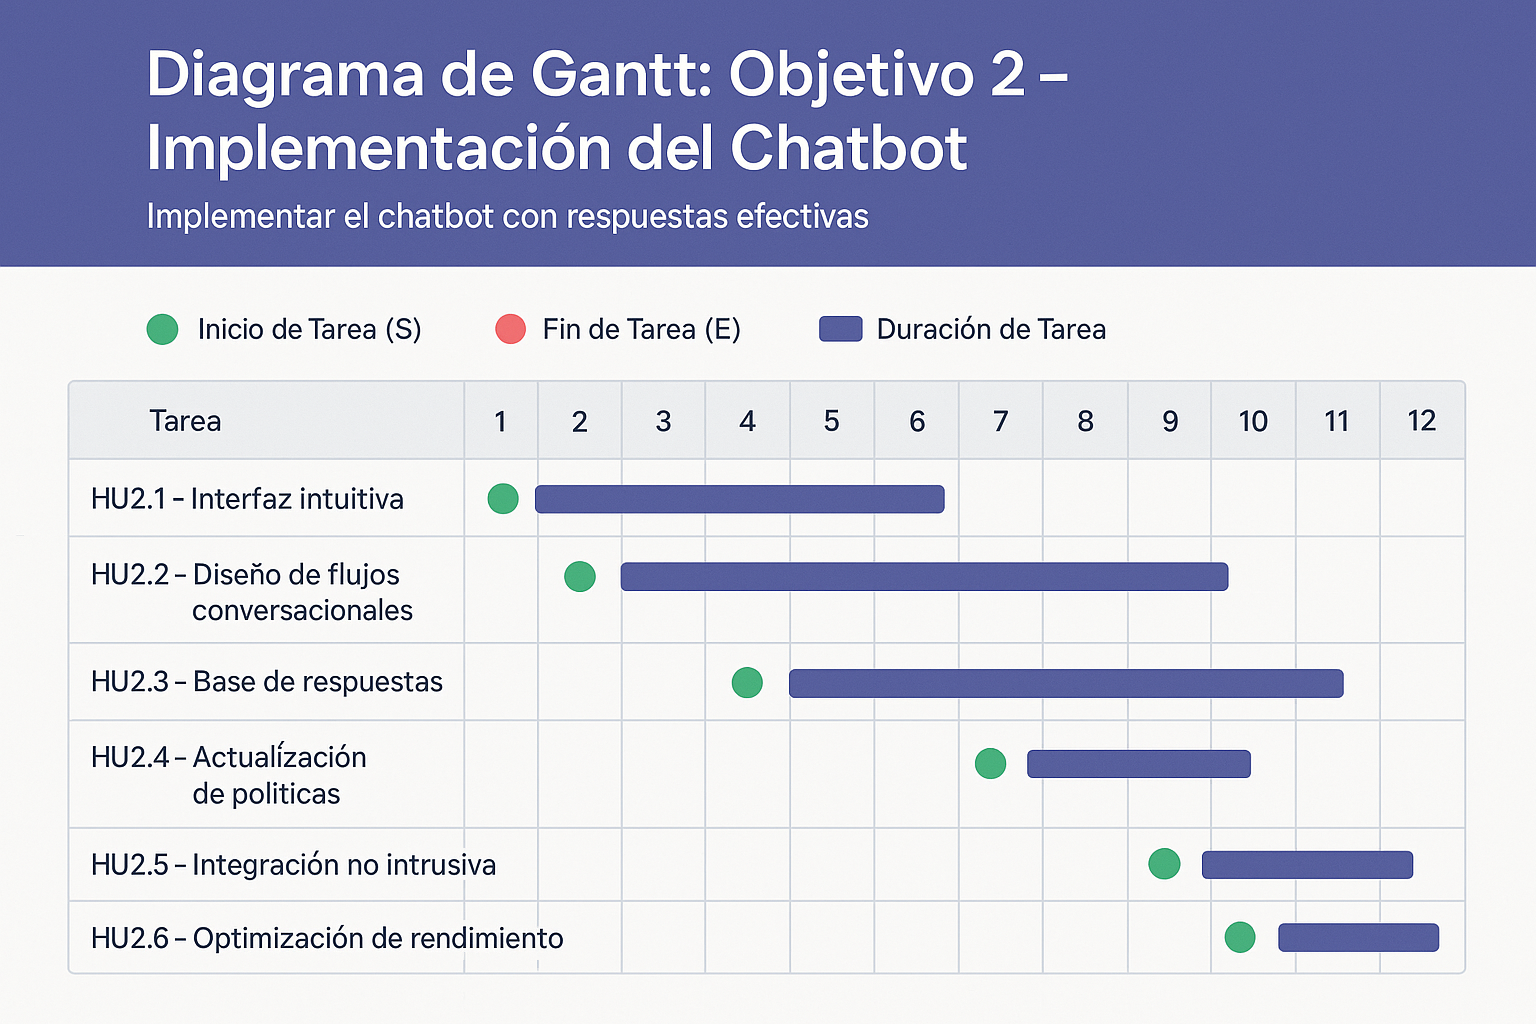 Diagrama de Gantt: Objetivo 2 –
Implementación del Chatbot
Implementar el chatbot con respuestas efectivas
Inicio de Tarea (S) Fin de Tarea (E) Duración de Tarea
Tarea 1 2 3 4 5 6 7 8 9 10 11 12
HU2.1 – Interfaz intuitiva
HU2.2 – Diseño de flujos
conversacionales
HU2.3 – Base de respuestas
HU2.4 – Actualízación
de politicas
HU2.5 – Integración no intrusiva
HU2.6 – Optimización de rendimiento